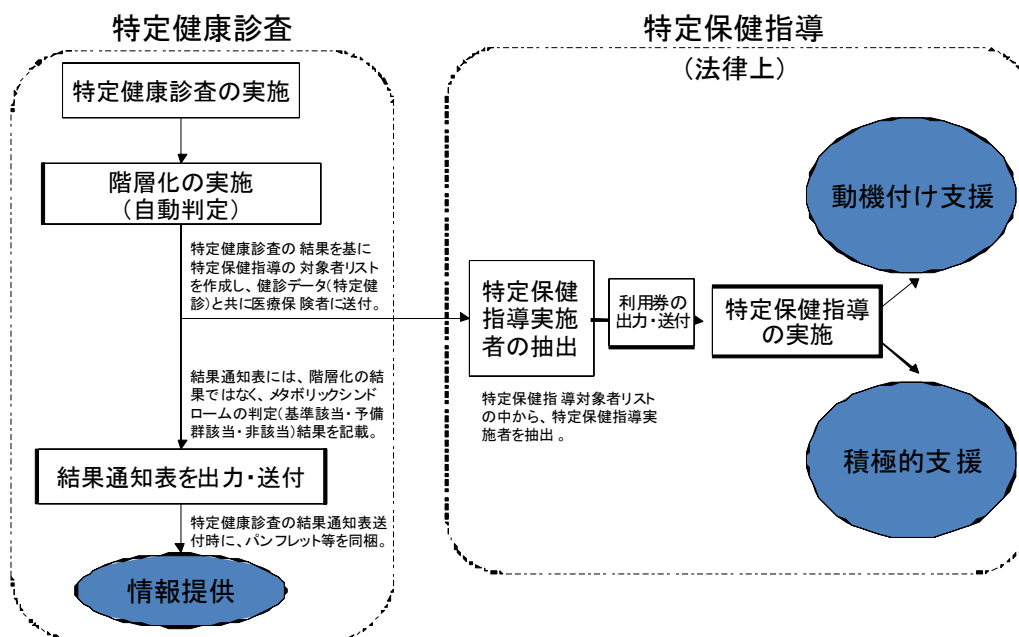 特定健康診査
特定健康診査の実施
階層化の実施
(自動判定)
特定健康診査の結果を基に
特定保健指導の対象者リスト
を作成し、健診データ(特定健
診)と共に医療保険者に送付。
結果通知表には、階層化の結
果ではなく、メタボリックシンド
ロームの判定(基準該当・予備
群該当・非該当)結果を記載。
結果通知表を出力・送付
特定健康診査の結果通知表送
付時に、パンフレット等を同梱。
情報提供
特定保健指導
(法律上)
特定保健
指導実施
者の抽出
特定保健指導対象者リスト
の中から、特定保健指導実
施者を抽出。
利用券の
出力・送付
特定保健指導
の実施
動機付け支援
積極的支援